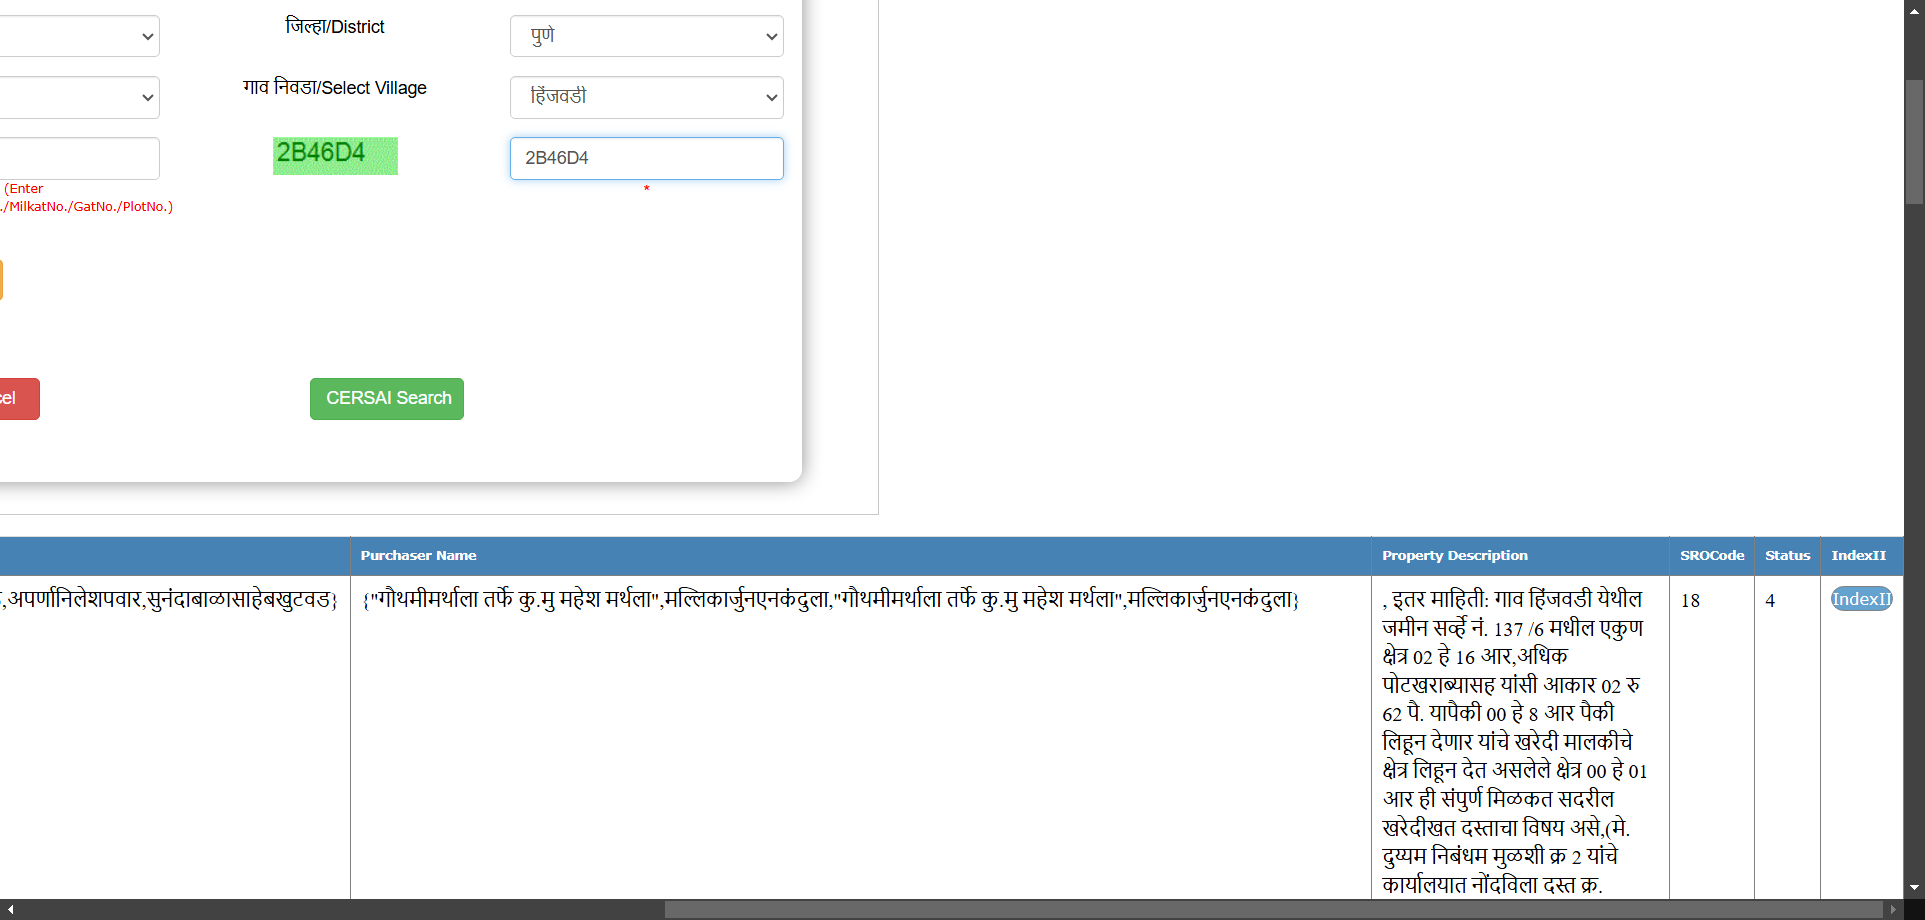 जिल्हा/District
पुणे
गाव निवडा/Select Village
हिंजवडी
2B46D4
2B46D4
(Enter
*
./MilkatNo./GatNo./PlotNo.)
CERSAI Search
Purchaser Name
Property Description
SROCode
Status
IndexII
,अपर्णानिलेशपवार,सुनंदाबाळासाहेबखुटवड}
{"गौथमीमर्थाला तर्फे कु.मु महेश मर्थला",मल्लिकार्जुनएनकंदुला,"गौथमीमर्थाला तर्फे कु.मु महेश मर्थला",मल्लिकार्जुनएनकंदुला}
, इतर माहिती: गाव हिंजवडी येथील
जमीन सर्व्हे नं. 137 /6 मधील एकुण
क्षेत्र 02 हे 16 आर,अधिक
पोटखराब्यासह यांसी आकार 02 रु
62 पै. यापैकी 00 हे 8 आर पैकी
लिहून देणार यांचे खरेदी मालकीचे
क्षेत्र लिहून देत असलेले क्षेत्र 00 हे 01
आर ही संपुर्ण मिळकत सदरील
खरेदीखत दस्ताचा विषय असे,(मे.
दुय्यम निबंधम मुळशी क्र 2 यांचे
कार्यालयात नोंदविला दस्त क्र.
18
4
IndexII